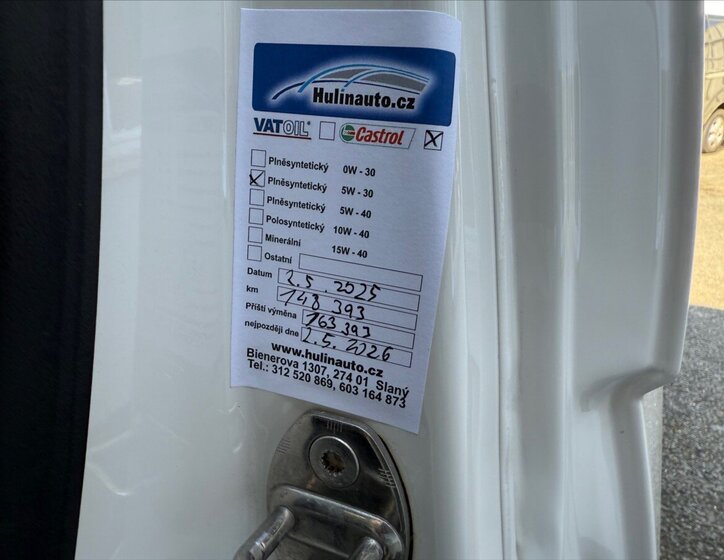 Hulinauto.cz
VATOIL® Castrol
Plněsyntetický 0W - 30
Plněsyntetický 5W - 30
Plněsyntetický 5W - 40
Polosyntetický 10W - 40
Minerální 15W - 40
Ostatní
Datum 2.5.2025
km 148 393
Příští výměna 163 393
nejpozději dne 2.5.2026
www.hulinauto.cz
Bienerova 1307, 274 01 Slaný
Tel.: 312 520 869, 603 164 873